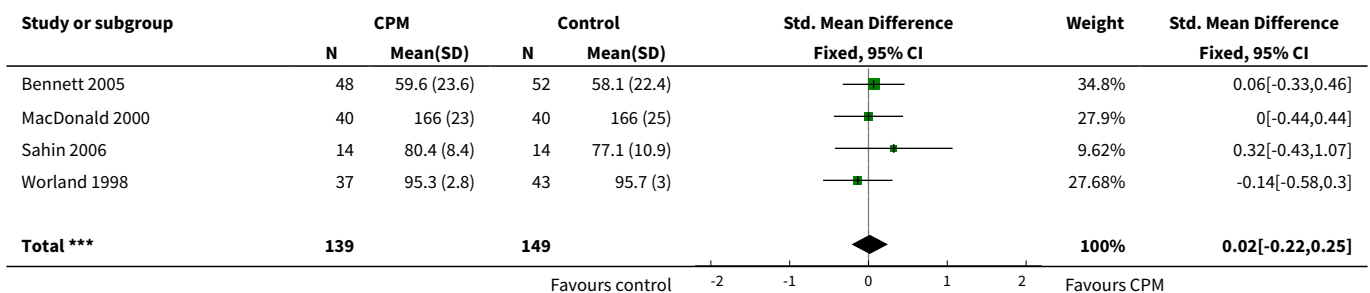 Study or subgroup CPM Control Std. Mean Difference Weight Std. Mean Difference
N Mean(SD) N Mean(SD) Fixed, 95% CI Fixed, 95% CI
Bennett 2005 48 59.6 (23.6) 52 58.1 (22.4) 34.8% 0.06[-0.33,0.46]
MacDonald 2000 40 166 (23) 40 166 (25) 27.9% 0[-0.44,0.44]
Sahin 2006 14 80.4 (8.4) 14 77.1 (10.9) 9.62% 0.32[-0.43,1.07]
Worland 1998 37 95.3 (2.8) 43 95.7 (3) 27.68% -0.14[-0.58,0.3]
Total *** 139 149 100% 0.02[-0.22,0.25]
Favours control -2 -1 0 1 2 Favours CPM